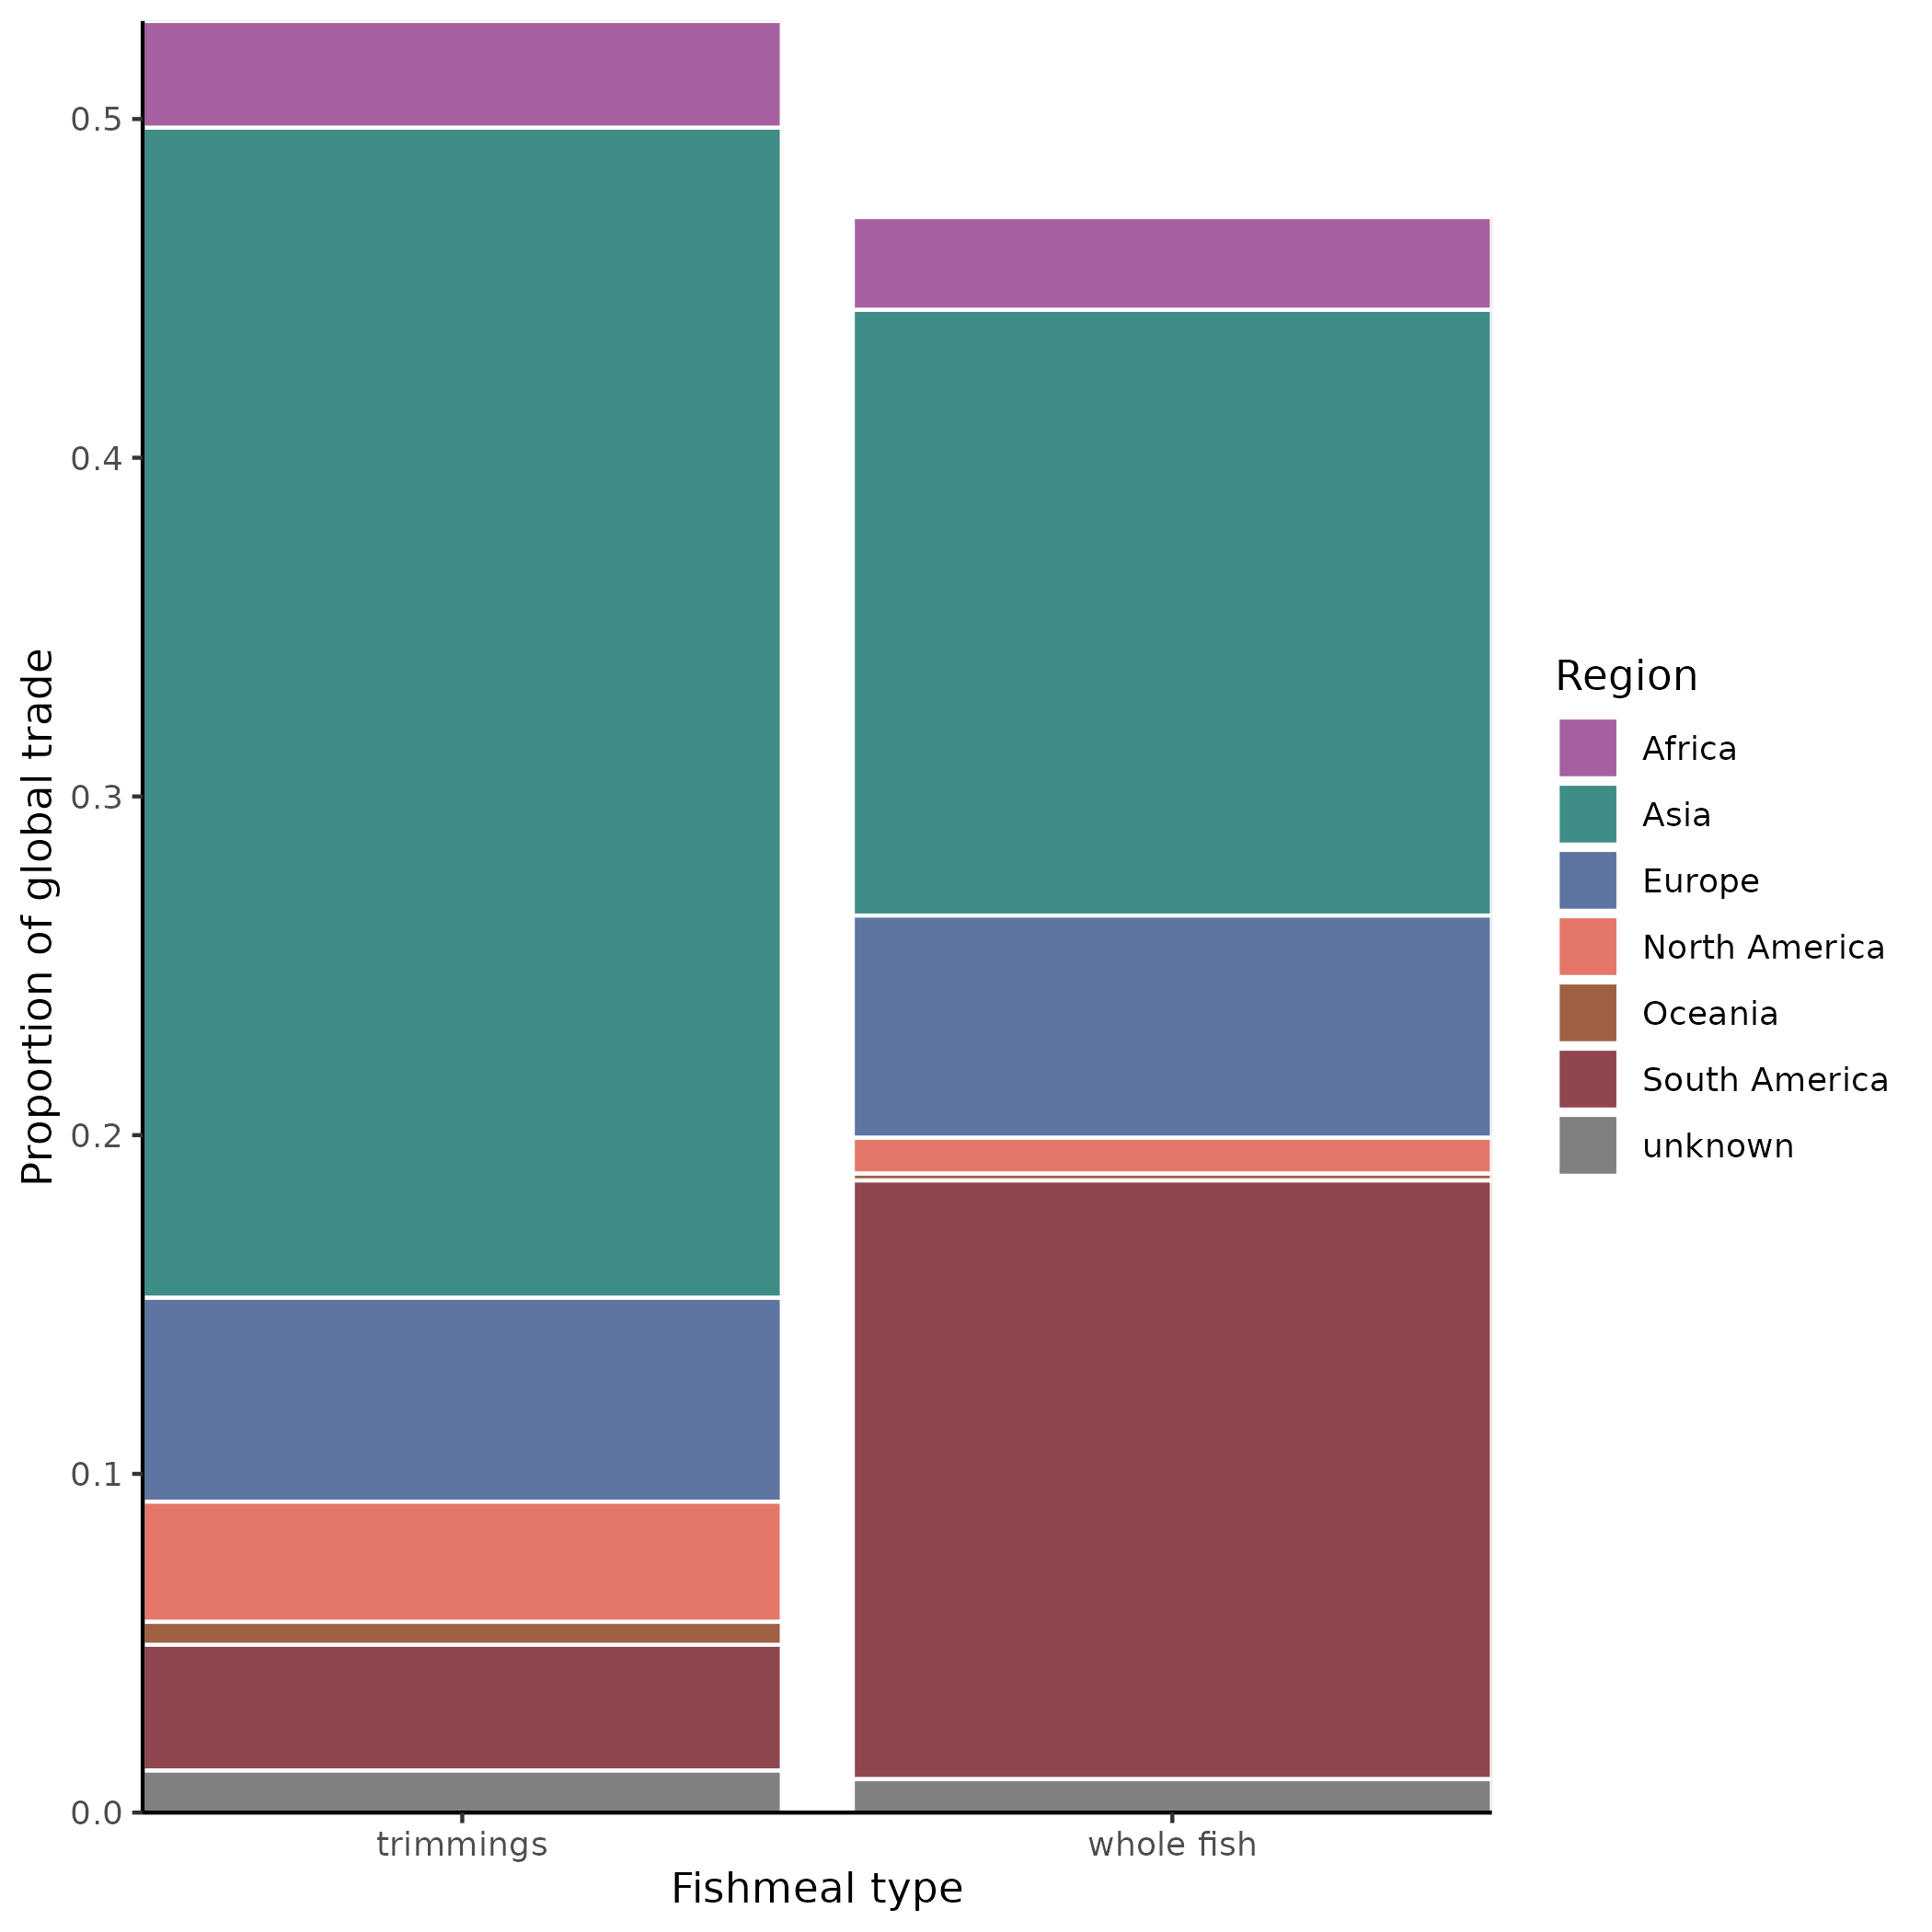 Proportion of global trade
0.5
0.4
0.3
0.2
0.1
0.0
trimmings
whole fish
Fishmeal type
Region
Africa
Asia
Europe
North America
Oceania
South America
unknown